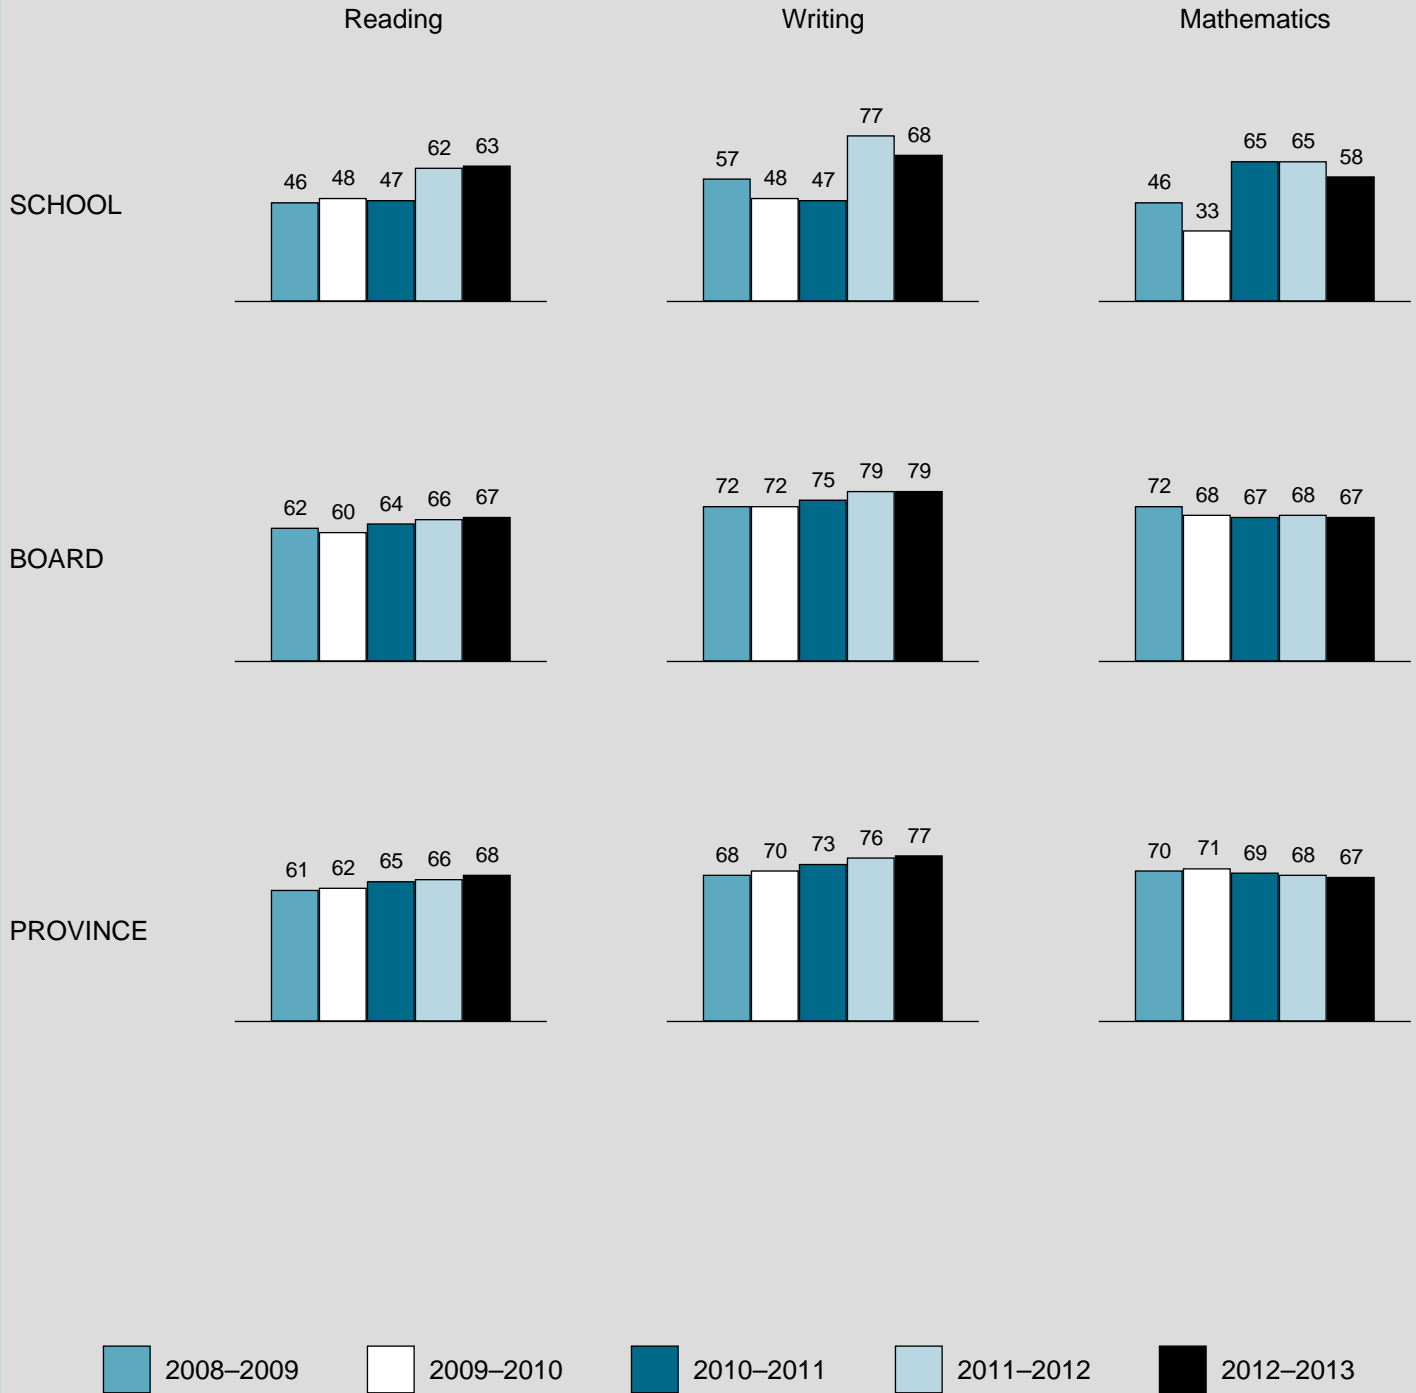 Reading Writing Mathematics
SCHOOL
46 48 47 62 63
57 48 47 77 68
46 33 65 65 58
BOARD
62 60 64 66 67
72 72 75 79 79
72 68 67 68 67
PROVINCE
61 62 65 66 68
68 70 73 76 77
70 71 69 68 67
2008–2009 2009–2010 2010–2011 2011–2012 2012–2013